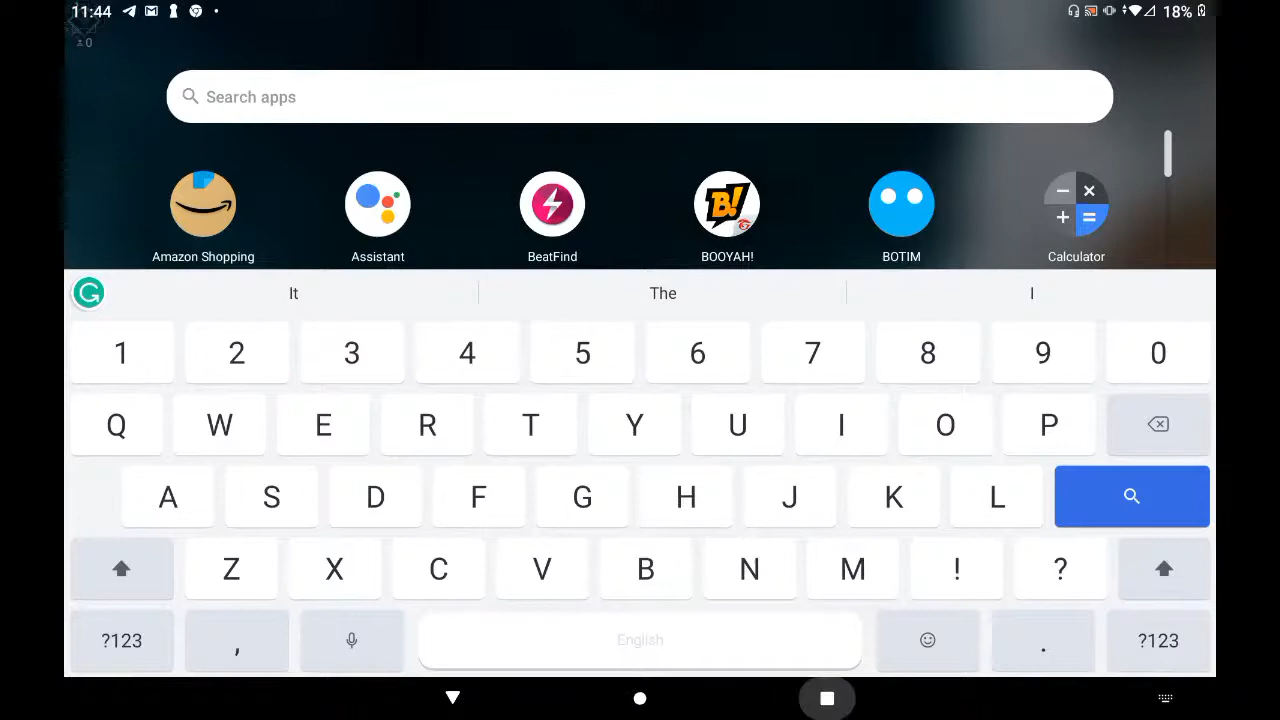 11:44 18%
0
Search apps
Amazon Shopping Assistant BeatFind BOOYAH! BOTIM Calculator
It The I
1 2 3 4 5 6 7 8 9 0
Q W E R T Y U I O P
A S D F G H J K L
Z X C V B N M ! ?
?123 , English . ?123